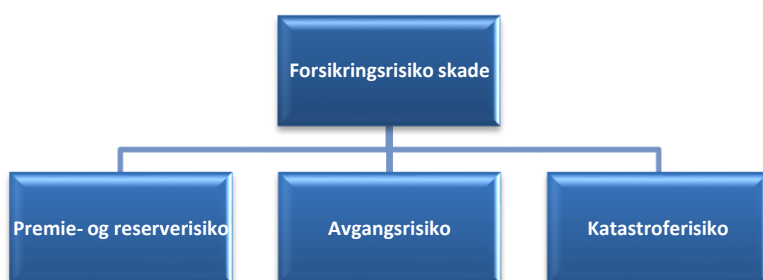 Forsikringsrisiko skade
Premie- og reserverisiko
Avgangsrisiko
Katastroferisiko